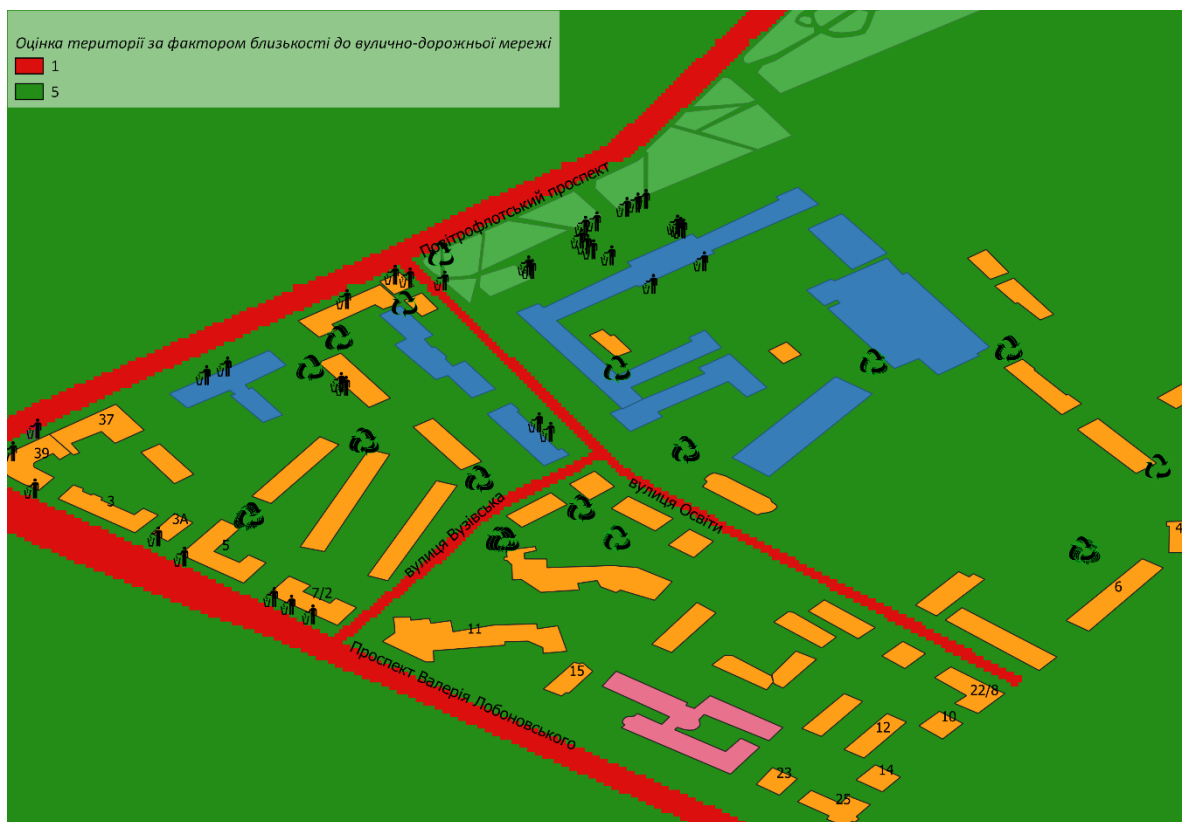 Оцінка території за фактором близькості до вулично-дорожньої мережі
1
5
Повітрофлотський проспект
37
39
3
3А
5
7/2
вулиця Вузівська
вулиця Освіти
11
15
Проспект Валерія Лобоновського
4
6
22/8
10
12
14
23
25